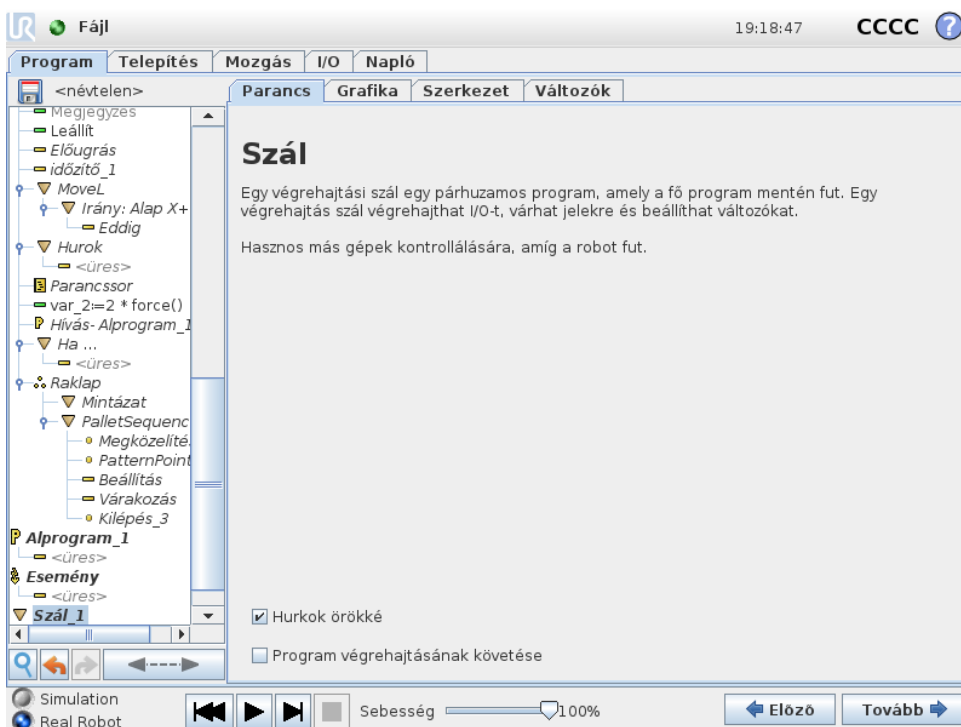 Fájl
19:18:47
CCCC
?
Program Telepítés Mozgás I/O Napló
<névtelen>
Parancs Grafika Szerkezet Változók
Megjegyzés
Leállít
Előugrás
időzítő_1
MoveL
Irány: Alap X+
Eddig
Hurok
<üres>
Parancssor
var_2:=2 * force()
Hívás- Alprogram_1
Ha ...
<üres>
Raklap
Mintázat
PalletSequenc
Megközelíté
PatternPoint
Beállítás
Várakozás
Kilépés_3
P Alprogram_1
<üres>
Esemény
<üres>
Szál_1
Szál
Egy végrehajtási szál egy párhuzamos program, amely a fő program mentén fut. Egy
végrehajtás szál végrehajthat I/O-t, várhat jelekre és beállíthat változókat.
Hasznos más gépek kontrollálására, amíg a robot fut.
Hurkok örökké
Program végrehajtásának követése
Simulation
Real Robot
Sebesség 100%
Előző
Tovább